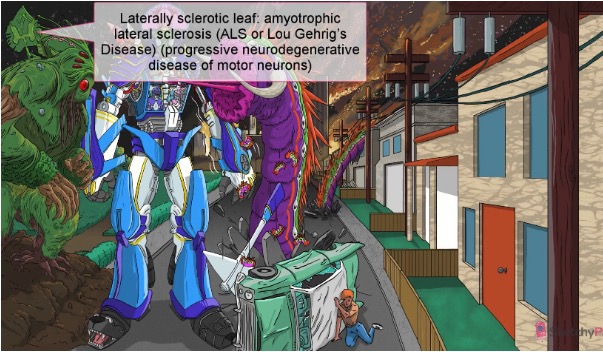 Laterally sclerotic leaf: amyotrophic
lateral sclerosis (ALS or Lou Gehrig's
Disease) (progressive neurodegenerative
disease of motor neurons)